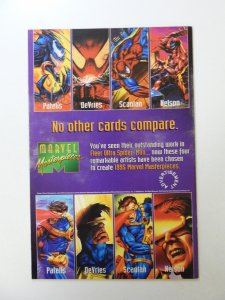 Patelis DeVries Scanlan Nelson
No other cards compare.
MARVEL
Masterpieces
You've seen their outstanding work in
Fleer Ultra Spider-Man... now these four
remarkable artists have been chosen
to create 1995 Marvel Masterpieces.
ADVERTISEMENT
Patelis DeVries Scanlan Nelson